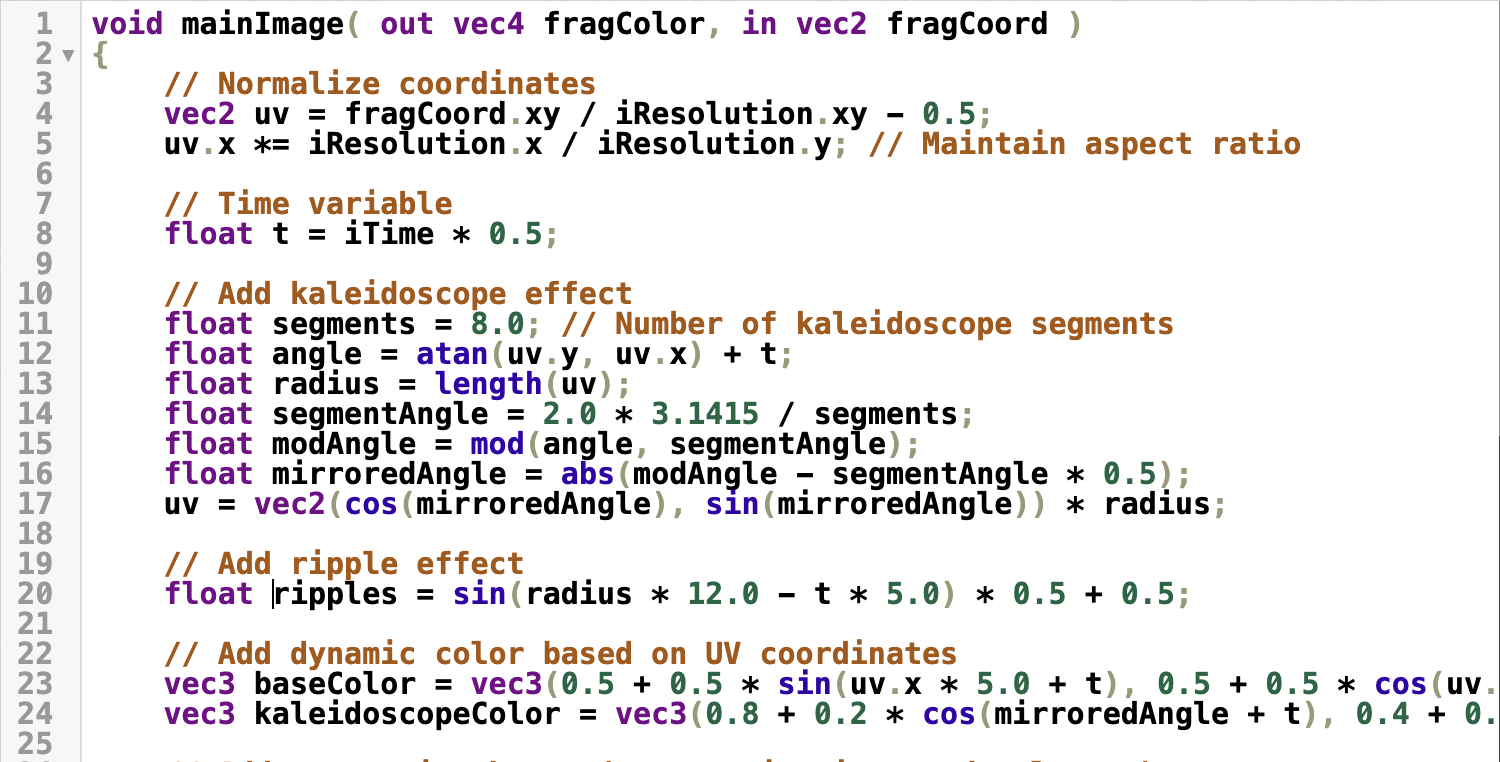 1 void mainImage( out vec4 fragColor, in vec2 fragCoord )
2 {
3 // Normalize coordinates
4 vec2 uv = fragCoord.xy / iResolution.xy - 0.5;
5 uv.x *= iResolution.x / iResolution.y; // Maintain aspect ratio
6
7 // Time variable
8 float t = iTime * 0.5;
9
10 // Add kaleidoscope effect
11 float segments = 8.0; // Number of kaleidoscope segments
12 float angle = atan(uv.y, uv.x) + t;
13 float radius = length(uv);
14 float segmentAngle = 2.0 * 3.1415 / segments;
15 float modAngle = mod(angle, segmentAngle);
16 float mirroredAngle = abs(modAngle - segmentAngle * 0.5);
17 uv = vec2(cos(mirroredAngle), sin(mirroredAngle)) * radius;
18
19 // Add ripple effect
20 float ripples = sin(radius * 12.0 - t * 5.0) * 0.5 + 0.5;
21
22 // Add dynamic color based on UV coordinates
23 vec3 baseColor = vec3(0.5 + 0.5 * sin(uv.x * 5.0 + t), 0.5 + 0.5 * cos(uv.
24 vec3 kaleidoscopeColor = vec3(0.8 + 0.2 * cos(mirroredAngle + t), 0.4 + 0.
25